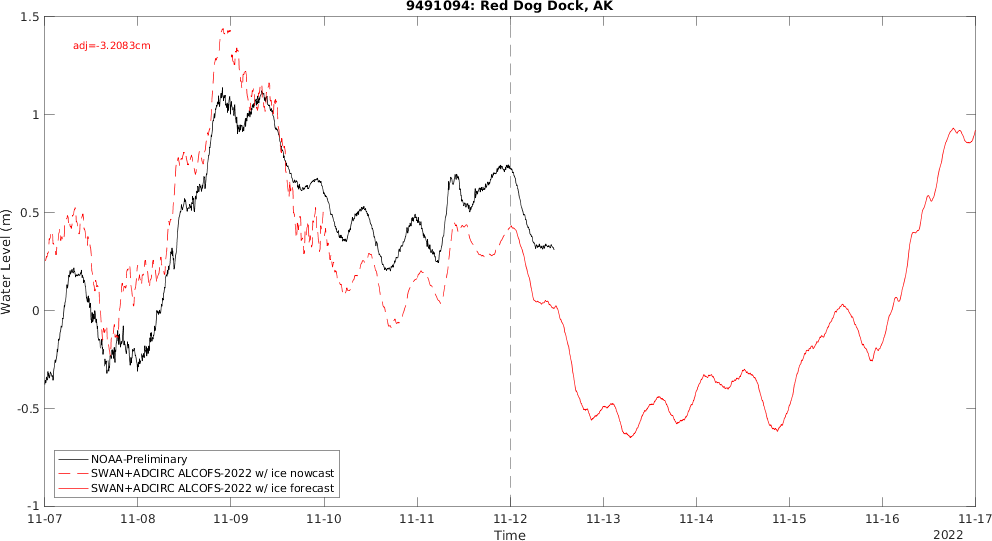 9491094: Red Dog Dock, AK
adj=-3.2083cm
Water Level (m)
1.5
1
0.5
0
-0.5
-1
NOAA-Preliminary
SWAN+ADCIRC ALCOFS-2022 w/ ice nowcast
SWAN+ADCIRC ALCOFS-2022 w/ ice forecast
11-07 11-08 11-09 11-10 11-11 11-12 11-13 11-14 11-15 11-16 11-17
Time
2022